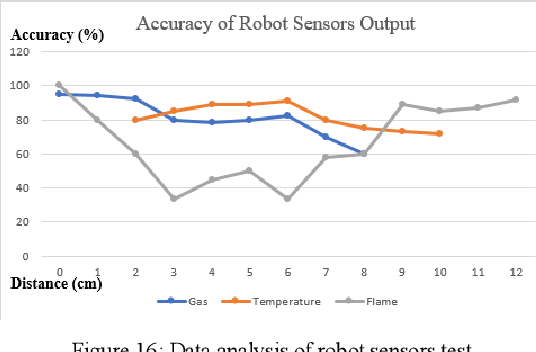 Accuracy of Robot Sensors Output
Accuracy (%)
120
100
80
60
40
20
0
0 1 2 3 4 5 6 7 8 9 10 11 12
Distance (cm)
Gas Temperature Flame
Figure 16: Data analysis of robot sensors test